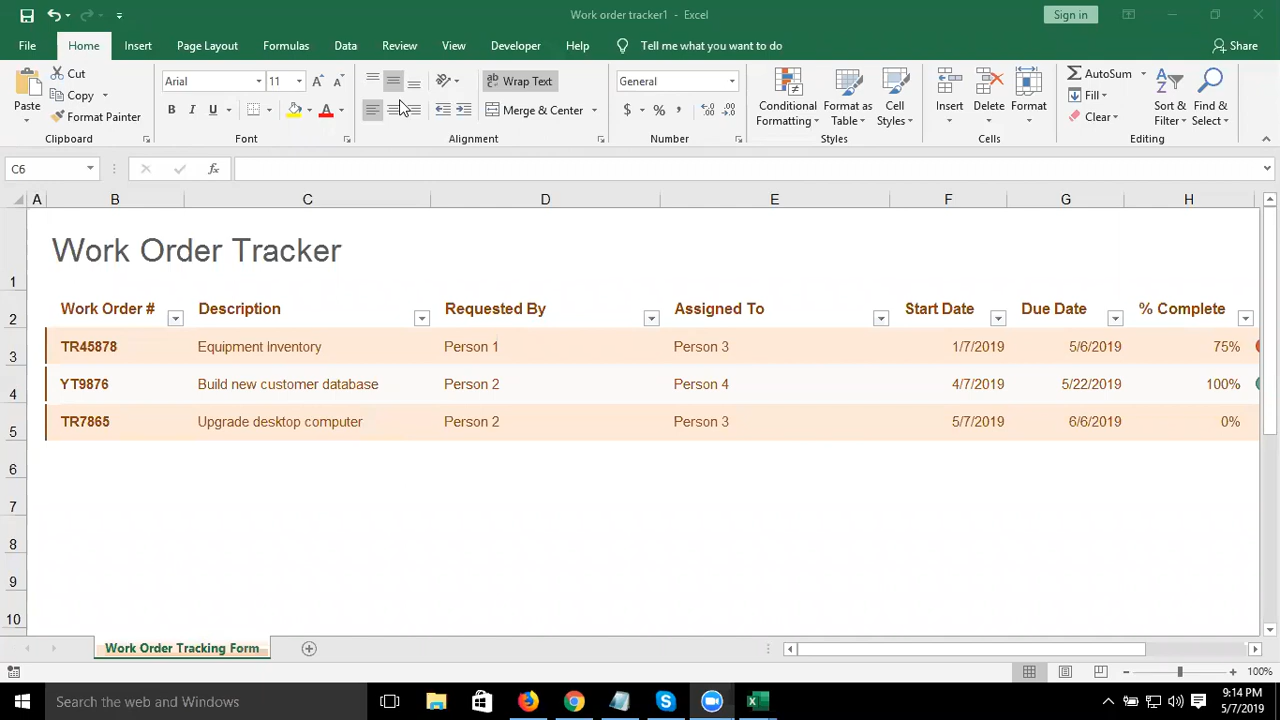 Work order tracker1 - Excel
Sign in
File Home Insert Page Layout Formulas Data Review View Developer Help Tell me what you want to do Share
Cut
Copy
Format Painter
Paste
Clipboard
Arial 11
B I U A
Font
ab Wrap Text
Merge & Center
Alignment
General
$ % ,
Number
Conditional Formatting
Format as Table
Cell Styles
Styles
Insert Delete Format
Cells
AutoSum
Fill
Clear
Sort & Filter
Find & Select
Editing
C6 fx
A B C D E F G H
1 Work Order Tracker
2 Work Order # Description Requested By Assigned To Start Date Due Date % Complete
3 TR45878 Equipment Inventory Person 1 Person 3 1/7/2019 5/6/2019 75%
4 YT9876 Build new customer database Person 2 Person 4 4/7/2019 5/22/2019 100%
5 TR7865 Upgrade desktop computer Person 2 Person 3 5/7/2019 6/6/2019 0%
6
7
8
9
10
Work Order Tracking Form
100%
Search the web and Windows
9:14 PM
5/7/2019